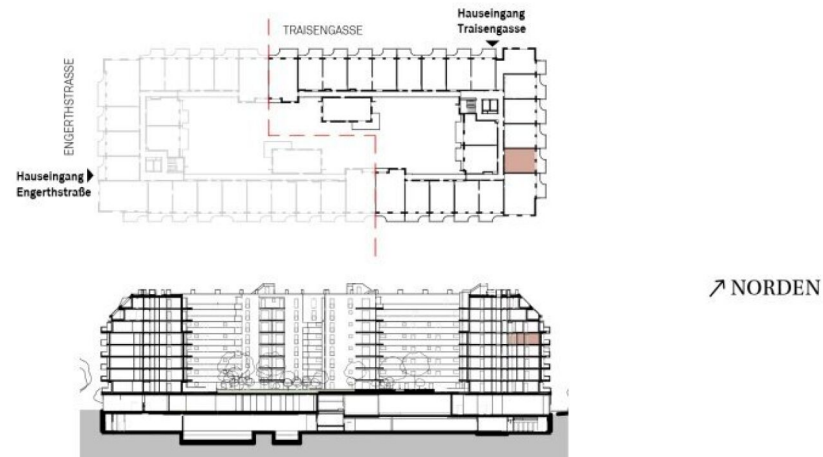 TRAISENGASSE
Hauseingang
Traisengasse
ENGERTHSTRASSE
Hauseingang
Engerthstraße
NORDEN